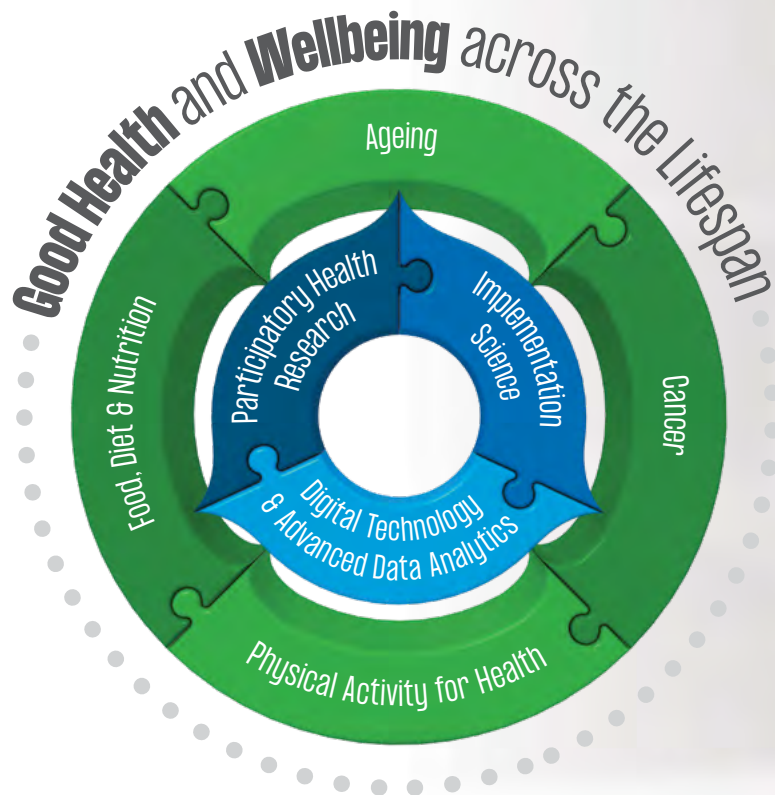 Good Health and Wellbeing across the Lifespan
Ageing
Participatory Health
Research
Implementation
Science
Food, Diet & Nutrition
Cancer
Digital Technology
& Advanced Data Analytics
Physical Activity for Health